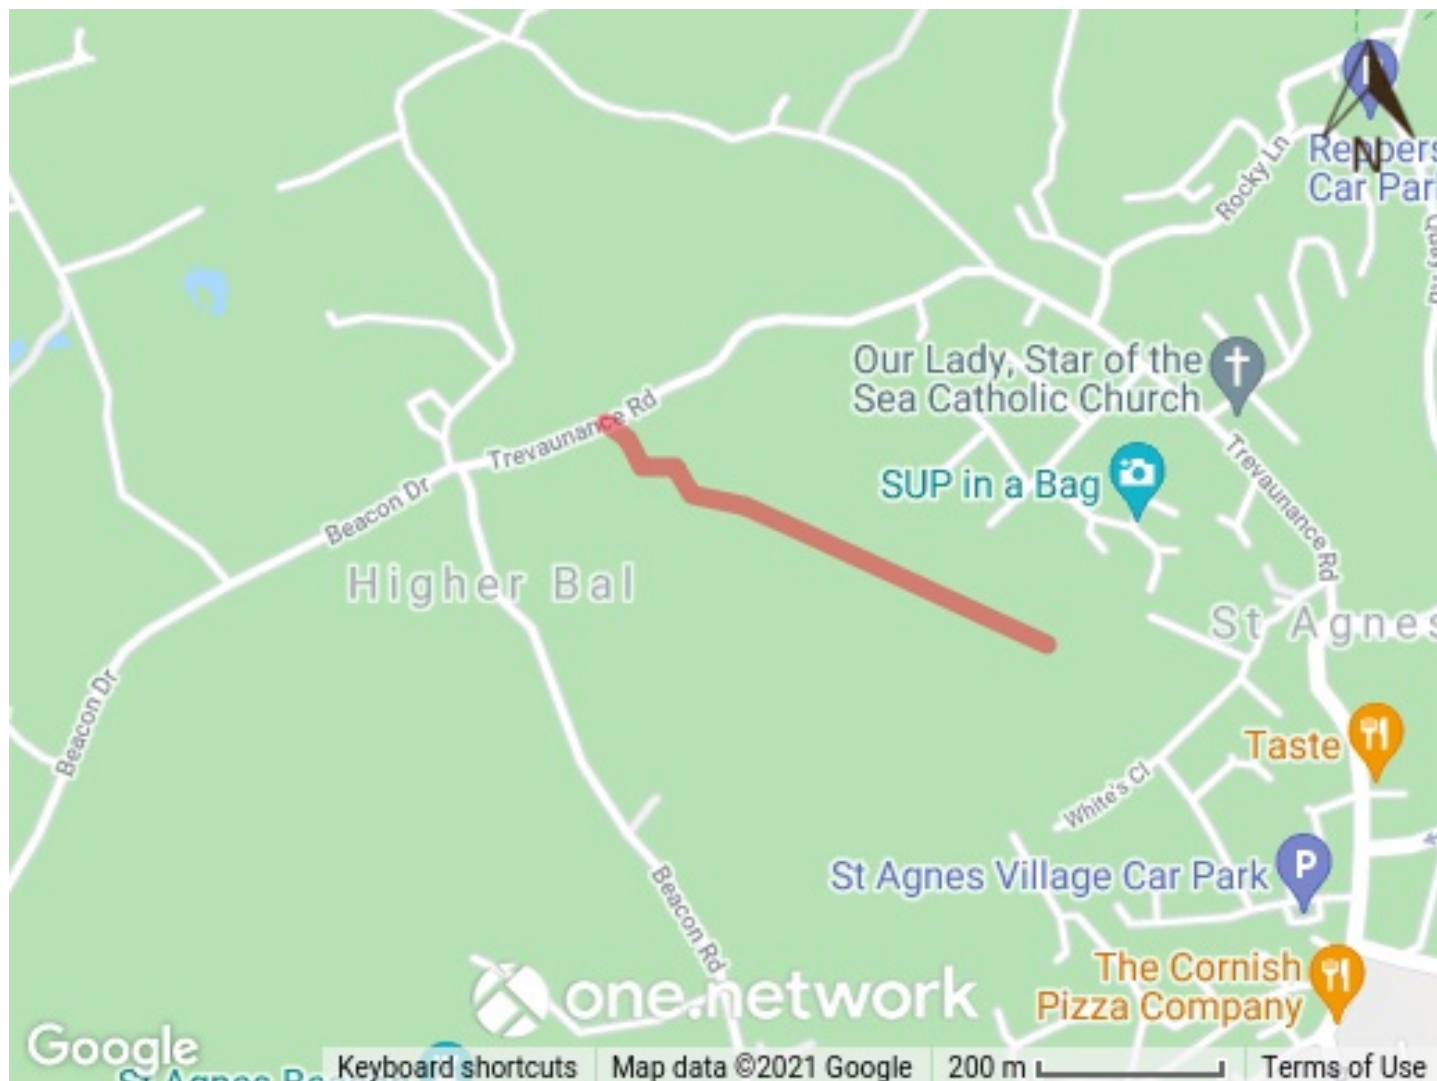 Rocky Ln
N
Car Par
Our Lady, Star of the
Sea Catholic Church
Trevaunance Rd
SUP in a Bag
Trevaunance Rd
Beacon Dr
Higher Bal
St Agnes
Beacon Dr
Taste
White's Cl
St Agnes Village Car Park
P
Beacon Rd
The Cornish
Pizza Company
one.network
Google
Keyboard shortcuts
Map data ©2021 Google
200 m
Terms of Use